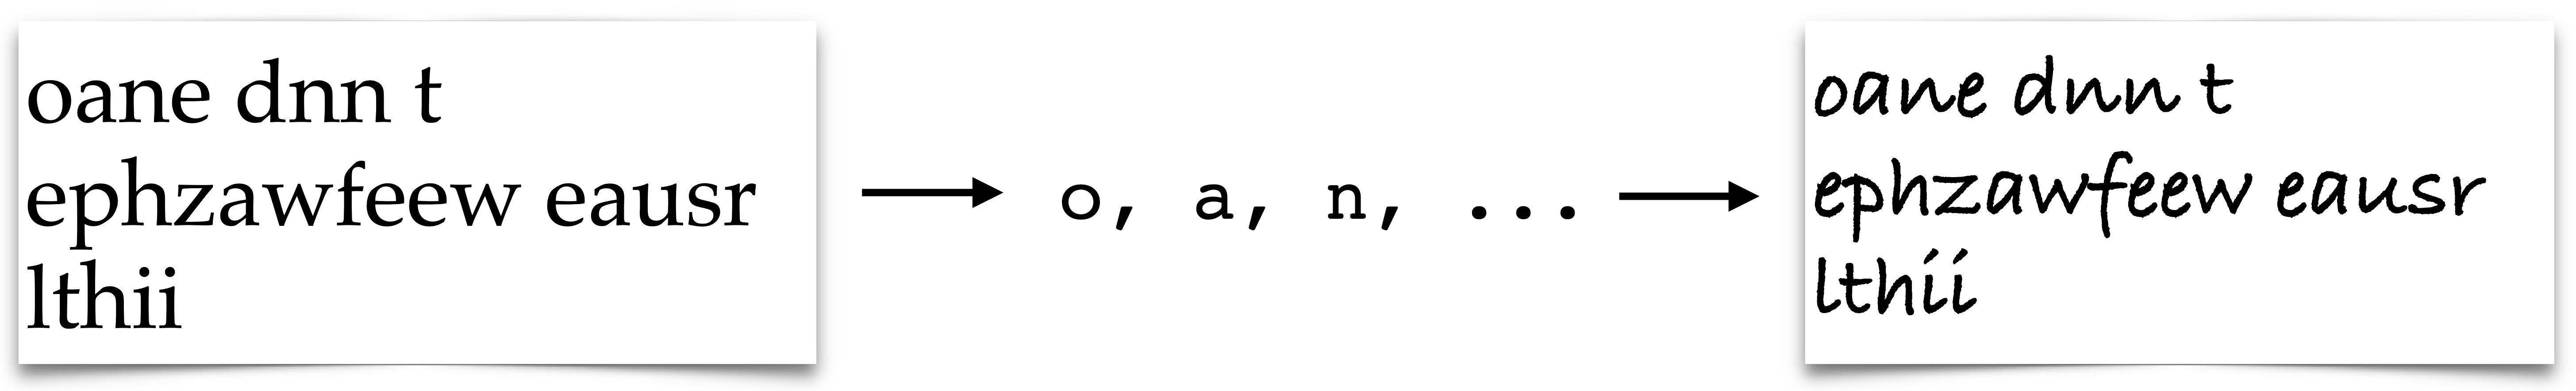 oane dnn t
ephzawfeew eausr
lthii
o, a, n, ...
oane dnn t
ephzawfeew eausr
lthii